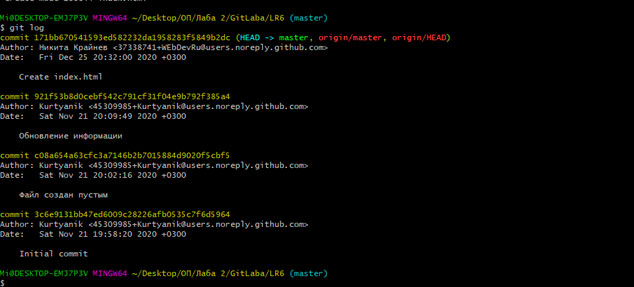 Mi@DESKTOP-EMJ7P3V MINGW64 ~/Desktop/ОП/Лаба 2/GitLaba/LR6 (master)
$ git log
commit 171bb670541593ed582232da1958283f5849b2dc (HEAD -> master, origin/master, origin/HEAD)
Author: Никита Крайнев <37338741+WEbDevRu@users.noreply.github.com>
Date:   Fri Dec 25 20:32:00 2020 +0300
Create index.html
commit 921f53b8d0cebf542c791cf31f04e9b792f385a4
Author: Kurtyanik <45309985+Kurtyanik@users.noreply.github.com>
Date:   Sat Nov 21 20:09:49 2020 +0300
Обновление информации
commit c08a654a63cfc3a7146b2b7015884d9020f5cbf5
Author: Kurtyanik <45309985+Kurtyanik@users.noreply.github.com>
Date:   Sat Nov 21 20:02:16 2020 +0300
Файл создан пустым
commit 3c6e9131bb47ed6009c28226afb0535c7f6d5964
Author: Kurtyanik <45309985+Kurtyanik@users.noreply.github.com>
Date:   Sat Nov 21 19:58:20 2020 +0300
Initial commit
Mi@DESKTOP-EMJ7P3V MINGW64 ~/Desktop/ОП/Лаба 2/GitLaba/LR6 (master)
$